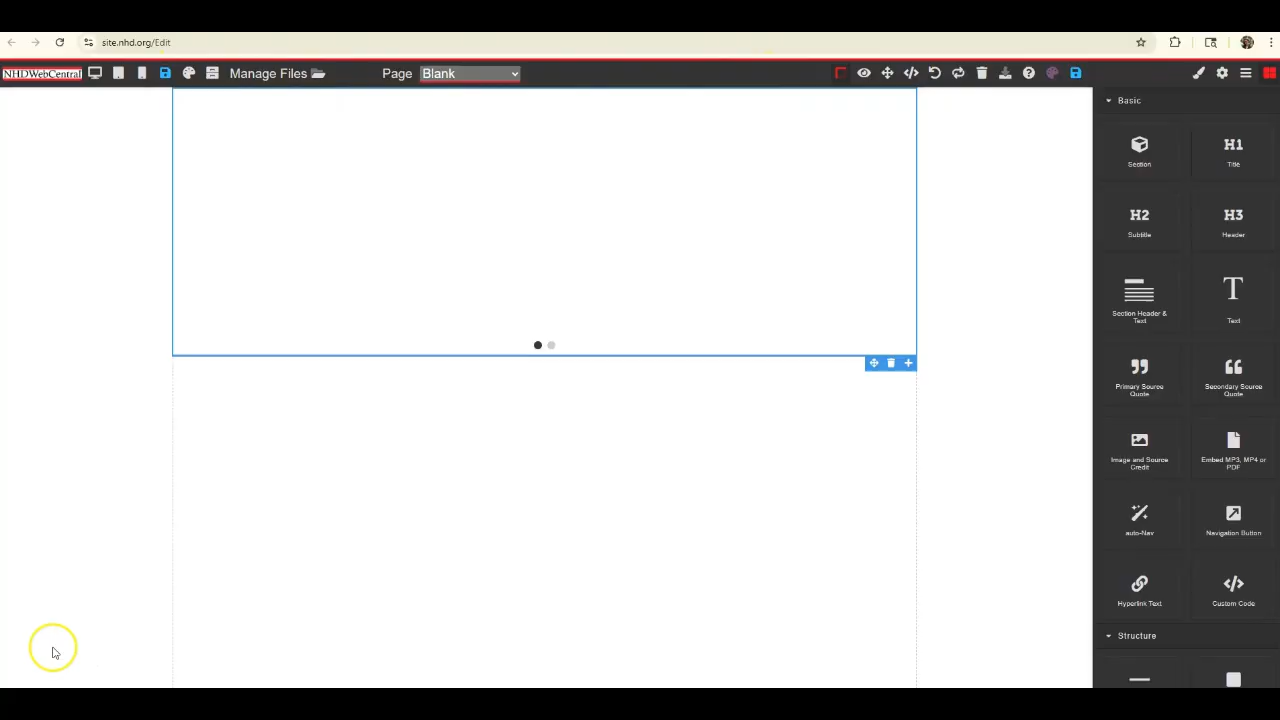 site.nhd.org/Edit
NHDWebCentral
Manage Files
Page
Blank
Basic
Section
H1
Title
H2
Subtitle
H3
Header
Section Header &
Text
T
Text
Primary Source
Quote
Secondary Source
Quote
Image and Source
Credit
Embed MP3, MP4 or
PDF
auto-Nav
Navigation Button
Hyperlink Text
Custom Code
Structure